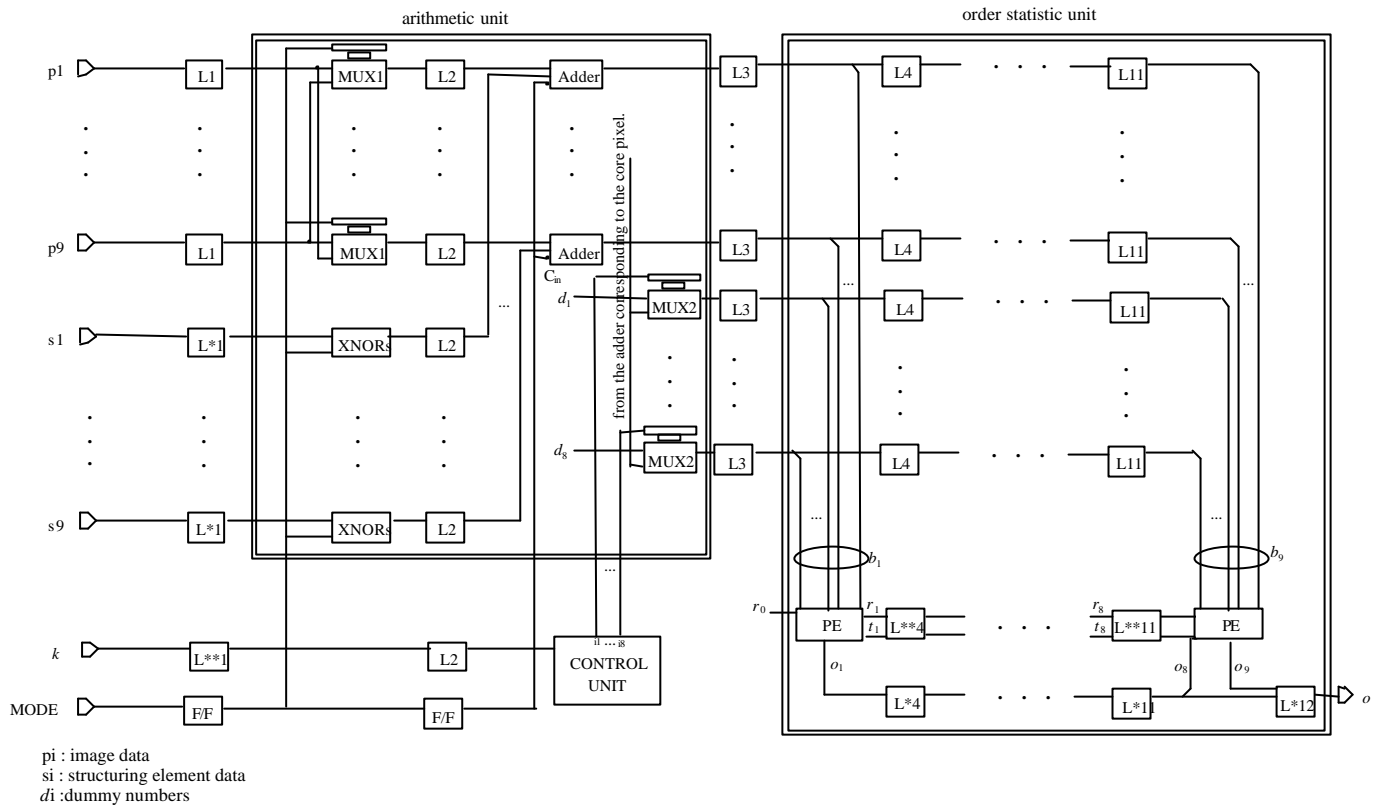 arithmetic unit
order statistic unit
p1
L1
MUX1
L2
Adder
L3
L4
. . .
L11
p9
L1
MUX1
L2
Adder
L3
L4
. . .
L11
Cin
from the adder corresponding to the core pixel.
...
...
...
d1
MUX2
L3
L4
. . .
L11
s1
L*1
XNORs
L2
d8
MUX2
L3
L4
. . .
L11
s9
L*1
XNORs
L2
...
...
...
b1
b9
r0
PE
r1
t1
L**4
. . .
r8
t8
L**11
PE
k
L**1
L2
i1 ... i8
CONTROL
UNIT
o1
o8
o9
MODE
F/F
F/F
L*4
. . .
L*11
L*12
o
pi : image data
si : structuring element data
di :dummy numbers